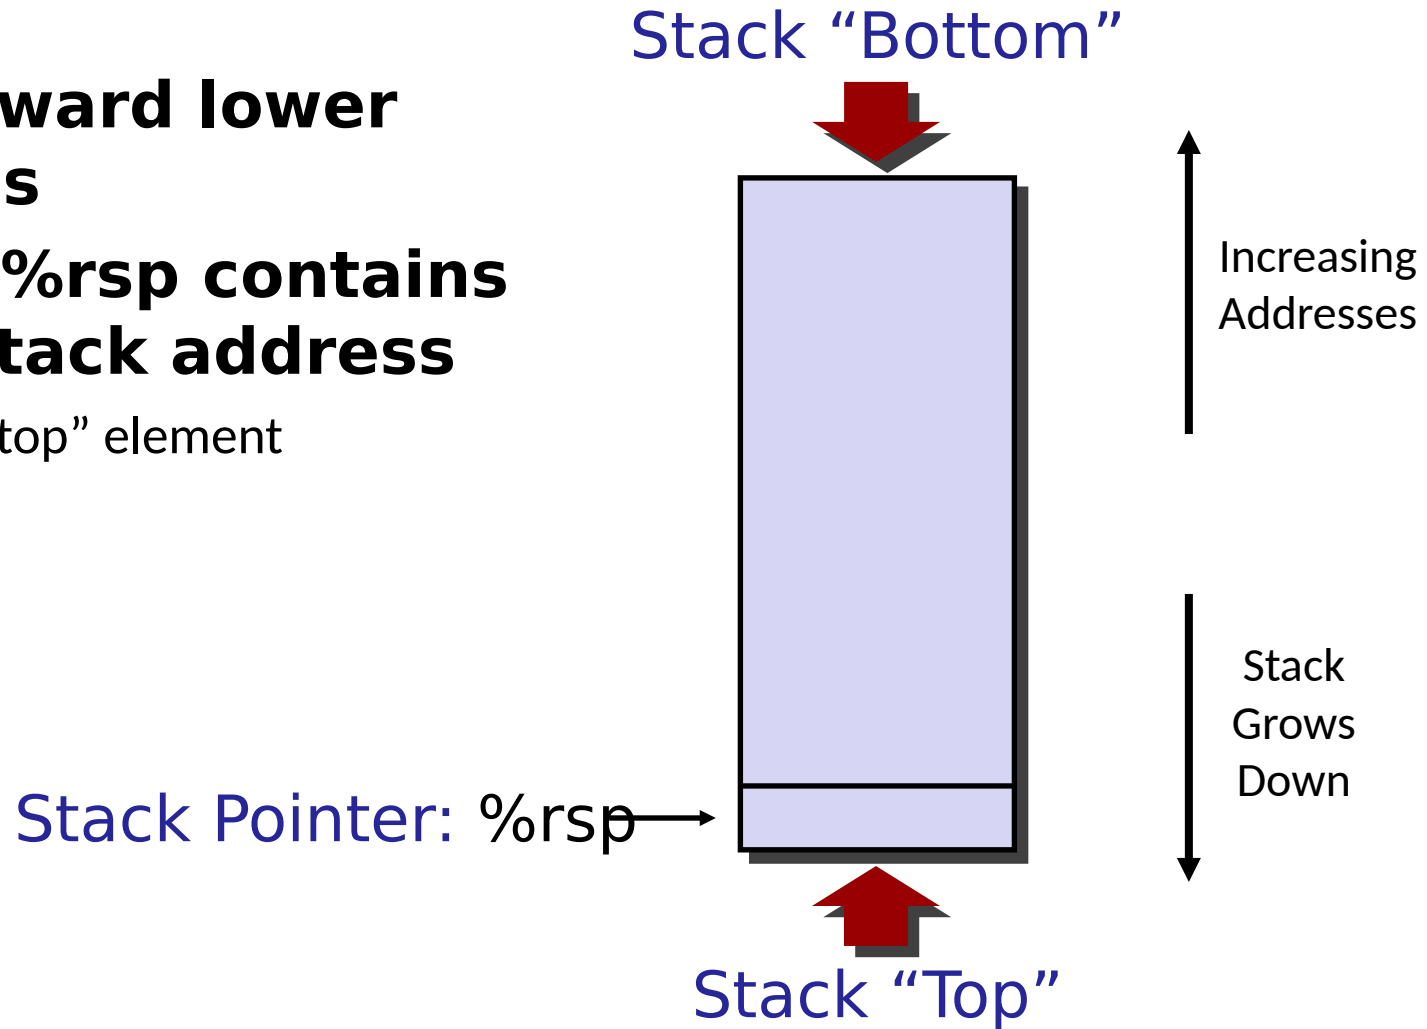 Stack “Bottom”
ward lower
s
%rsp contains
tack address
top” element
Increasing
Addresses
Stack
Grows
Down
Stack Pointer: %rsp
Stack “Top”